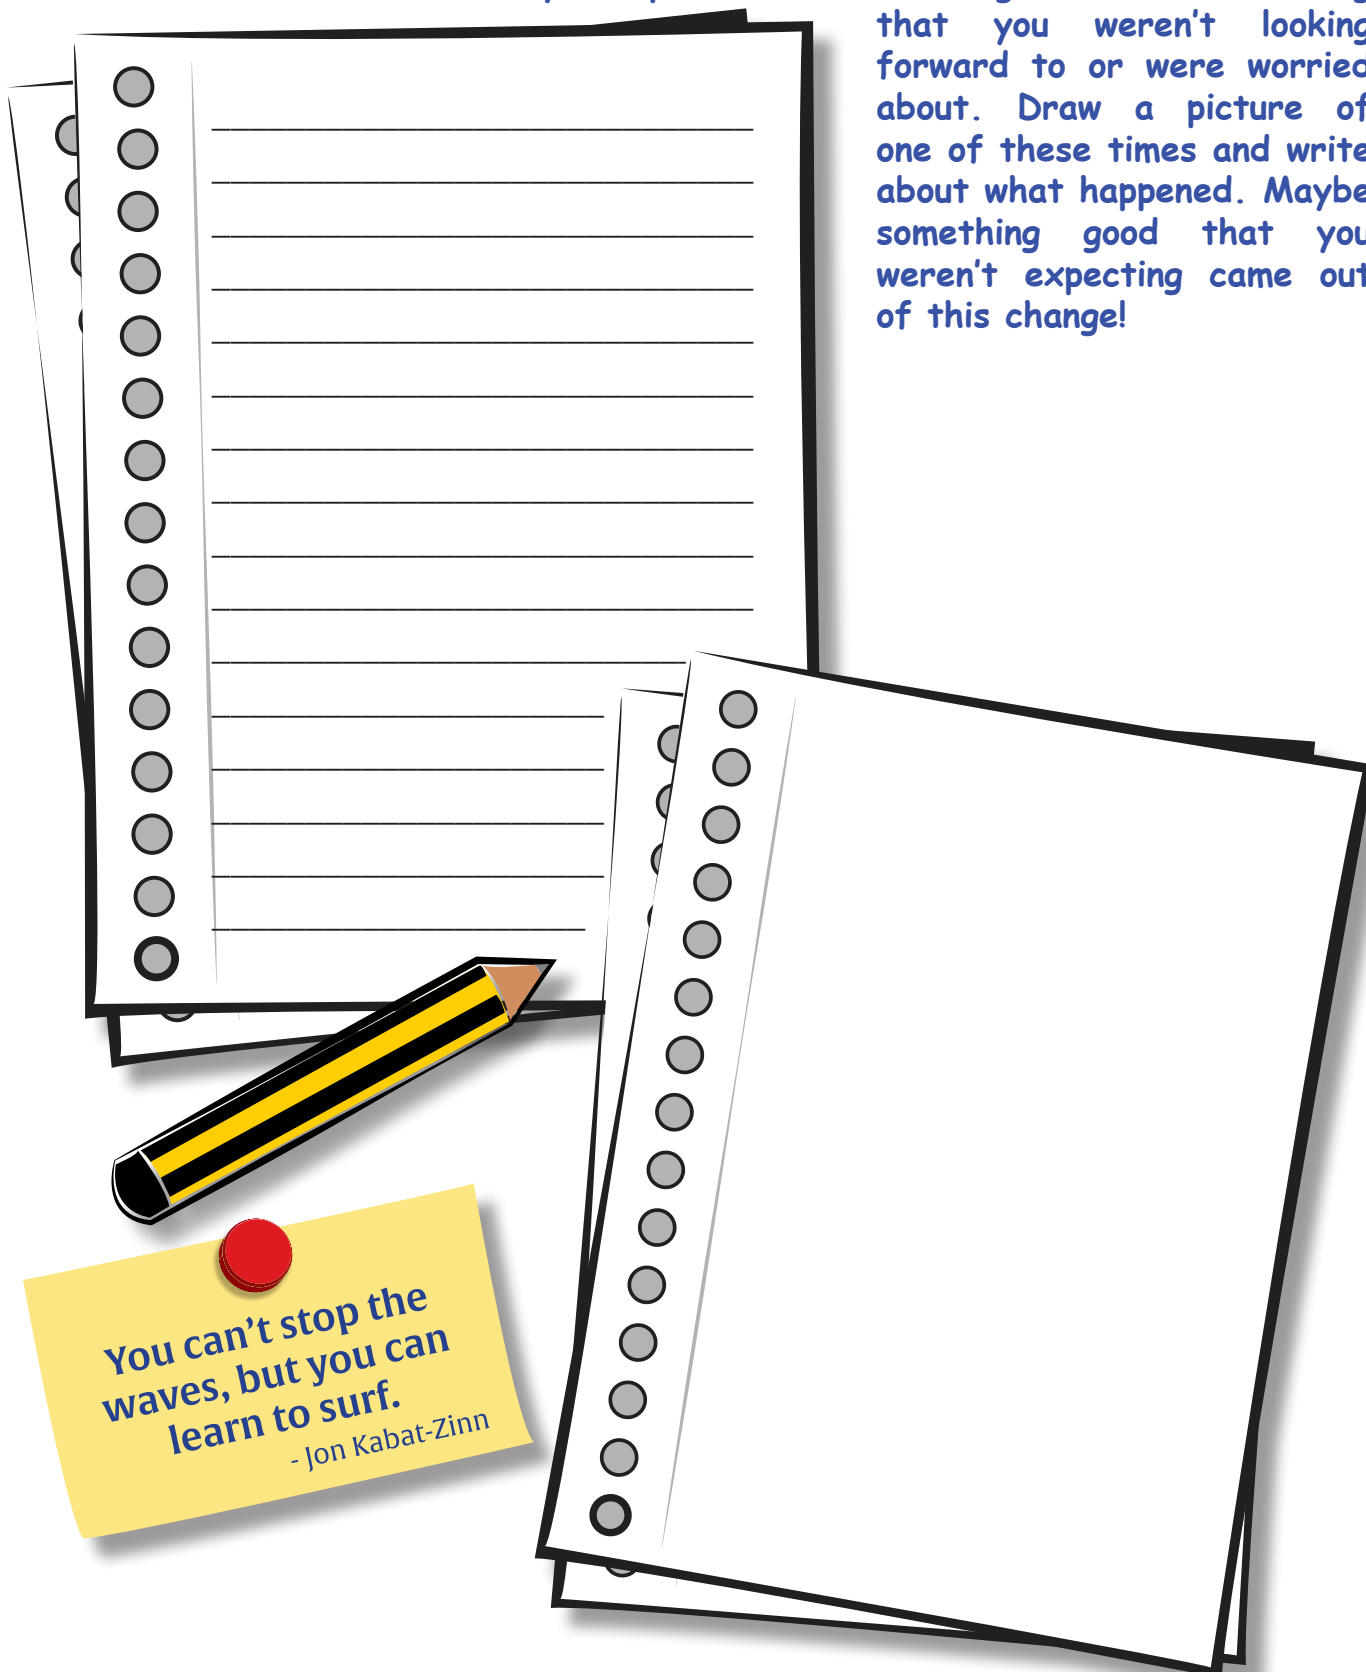 that you weren't looking
forward to or were worried
about. Draw a picture of
one of these times and write
about what happened. Maybe
something good that you
weren't expecting came out
of this change!
You can't stop the
waves, but you can
learn to surf.
- Jon Kabat-Zinn